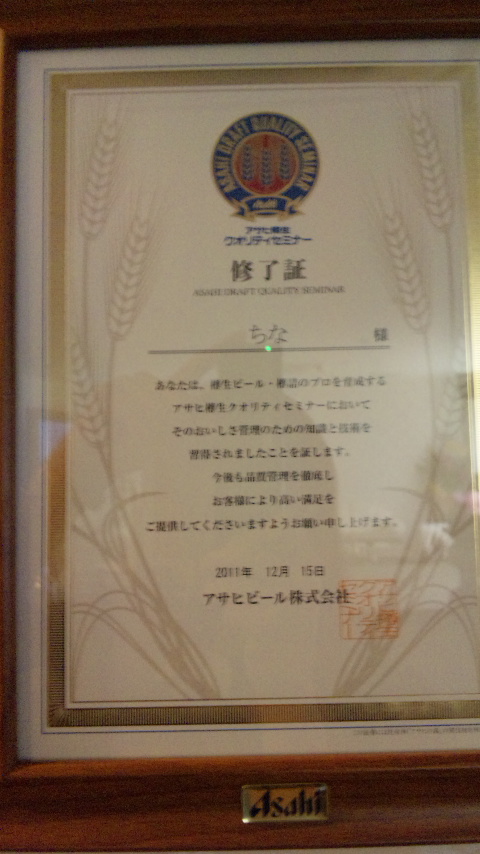 ASAHI DRAFT QUALITY SEMINAR
Asahi
アサヒ樽生
クオリティセミナー
修了証
ASAHI DRAFT QUALITY SEMINAR
ちな 様
あなたは、樽生ビール・樽詰のプロを育成する
アサヒ樽生クオリティセミナーにおいて
そのおいしさ管理のための知識と技術を
習得されましたことを証します。
今後も品質管理を徹底し
お客様により高い満足を
ご提供してくださいますようお願い申し上げます。
2011年 12月 15日
アサヒビール株式会社
Asahi